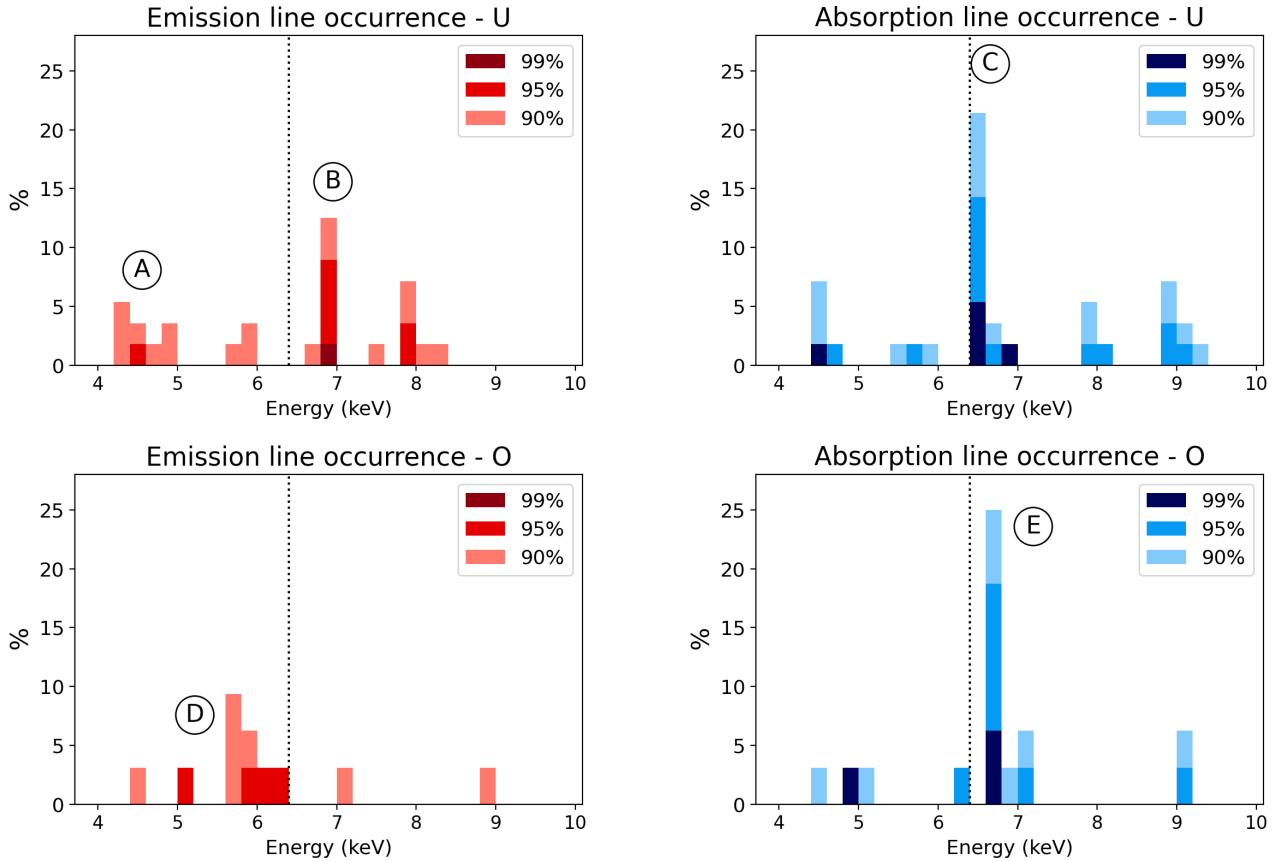 Emission line occurrence - U
99%
95%
90%
A
B
25
20
15
10
5
0
%
4 5 6 7 8 9 10
Energy (keV)
Absorption line occurrence - U
99%
95%
90%
C
25
20
15
10
5
0
%
4 5 6 7 8 9 10
Energy (keV)
Emission line occurrence - O
99%
95%
90%
D
25
20
15
10
5
0
%
4 5 6 7 8 9 10
Energy (keV)
Absorption line occurrence - O
99%
95%
90%
E
25
20
15
10
5
0
%
4 5 6 7 8 9 10
Energy (keV)